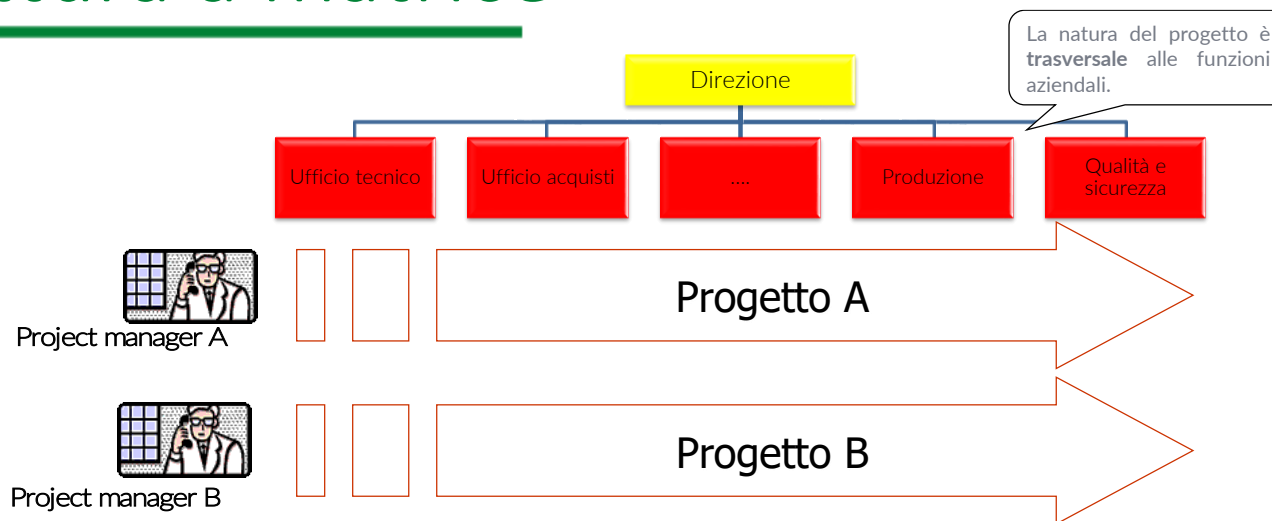 a matrice
La natura del progetto è
trasversale alle funzioni
aziendali.
Direzione
Ufficio tecnico
Ufficio acquisti
....
Produzione
Qualità e
sicurezza
Progetto A
Project manager A
Progetto B
Project manager B